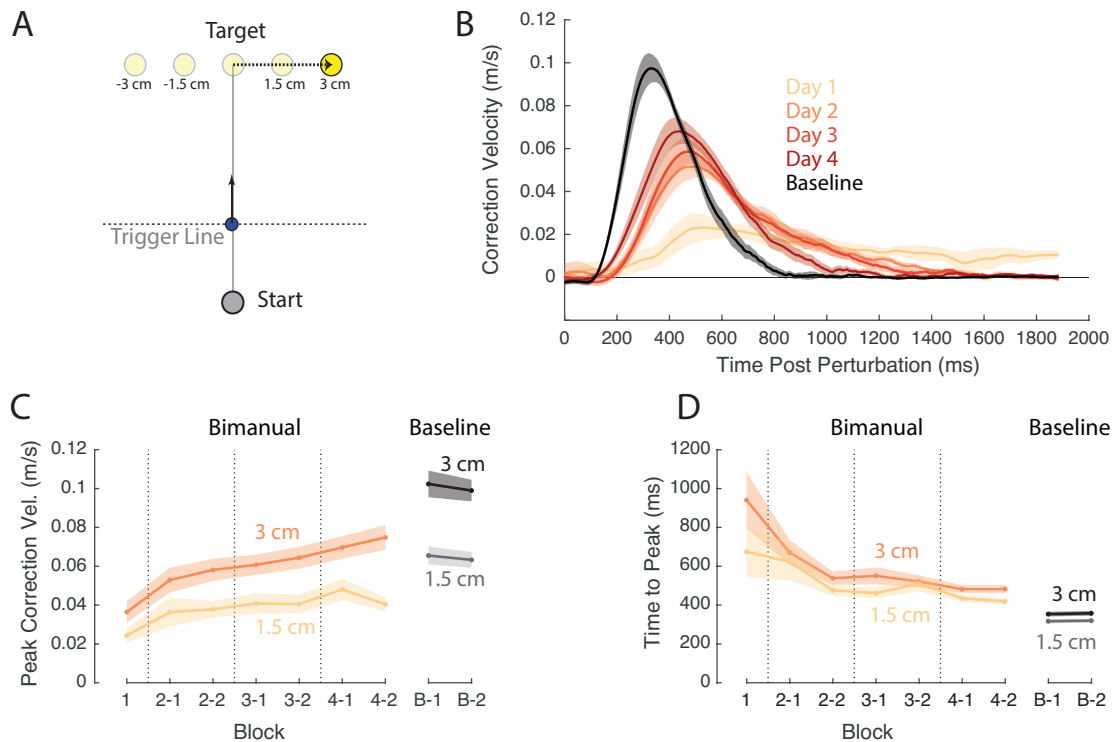 A
Target
-3 cm
-1.5 cm
1.5 cm
3 cm
Trigger Line
Start
B
Correction Velocity (m/s)
0.12
0.1
0.08
0.06
0.04
0.02
0
Day 1
Day 2
Day 3
Day 4
Baseline
0 200 400 600 800 1000 1200 1400 1600 1800 2000
Time Post Perturbation (ms)
C
Bimanual
Baseline
Peak Correction Vel. (m/s)
0.12
0.1
0.08
0.06
0.04
0.02
0
3 cm
1.5 cm
3 cm
1.5 cm
1 2-1 2-2 3-1 3-2 4-1 4-2 B-1 B-2
Block
D
Bimanual
Baseline
Time to Peak (ms)
1200
1000
800
600
400
200
0
3 cm
1.5 cm
3 cm
1.5 cm
1 2-1 2-2 3-1 3-2 4-1 4-2 B-1 B-2
Block